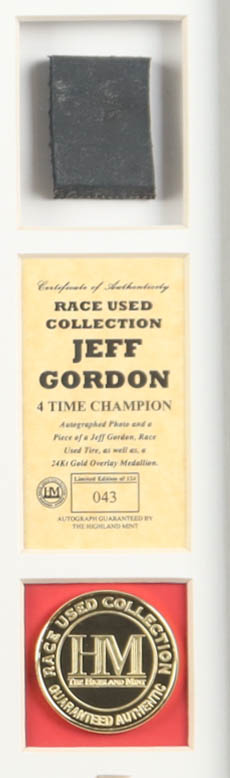 Certificate of Authenticity
RACE USED
COLLECTION
JEFF
GORDON
4 TIME CHAMPION
Autographed Photo and a
Piece of a Jeff Gordon, Race
Used Tire, as well as, a
24Kt Gold Overlay Medallion.
HM
Limited Edition of 124
043
AUTOGRAPH GUARANTEED BY
THE HIGHLAND MINT
RACE USED COLLECTION
HM
THE HIGHLAND MINT
GUARANTEED AUTHENTIC